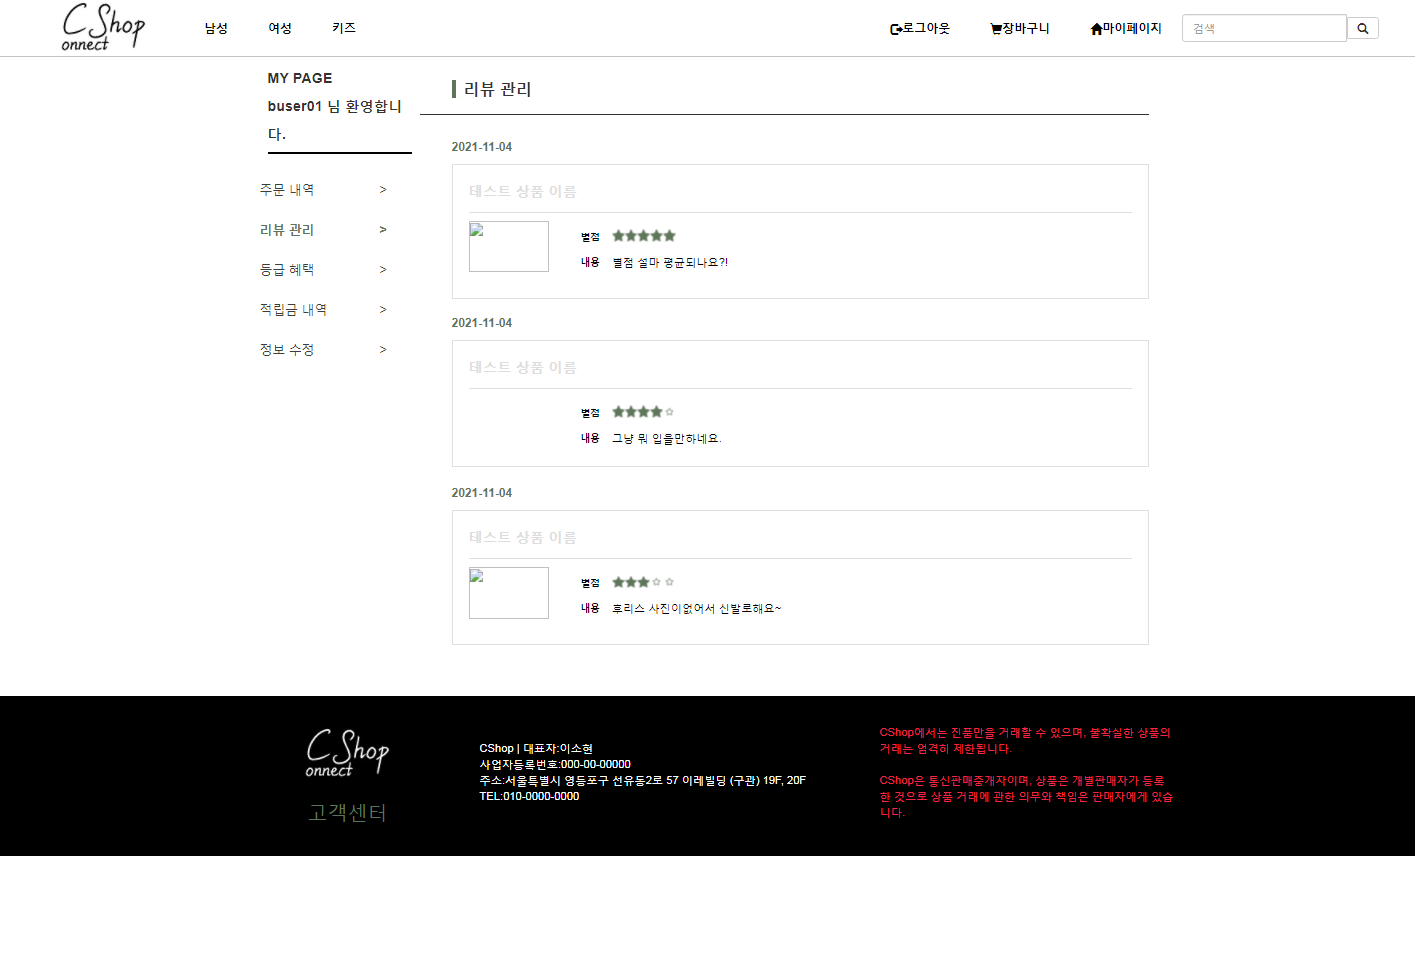 CShop
onnect
남성
여성
키즈
로그아웃
장바구니
마이페이지
검색
MY PAGE
buser01 님 환영합니
다.
주문 내역 >
리뷰 관리 >
등급 혜택 >
적립금 내역 >
정보 수정 >
리뷰 관리
2021-11-04
테스트 상품 이름
별점 ★★★★★
내용 별점 설마 평균되나요?!
2021-11-04
테스트 상품 이름
별점 ★★★★☆
내용 그냥 뭐 입을만하네요.
2021-11-04
테스트 상품 이름
별점 ★★★☆☆
내용 후리스 사진이없어서 신발로해요~
CShop
onnect
고객센터
CShop | 대표자:이소현
사업자등록번호:000-00-00000
주소:서울특별시 영등포구 선유동2로 57 이레빌딩 (구관) 19F, 20F
TEL:010-0000-0000
CShop에서는 진품만을 거래할 수 있으며, 불확실한 상품의
거래는 엄격히 제한됩니다.
CShop은 통신판매중개자이며, 상품은 개별판매자가 등록
한 것으로 상품 거래에 관한 의무와 책임은 판매자에게 있습
니다.